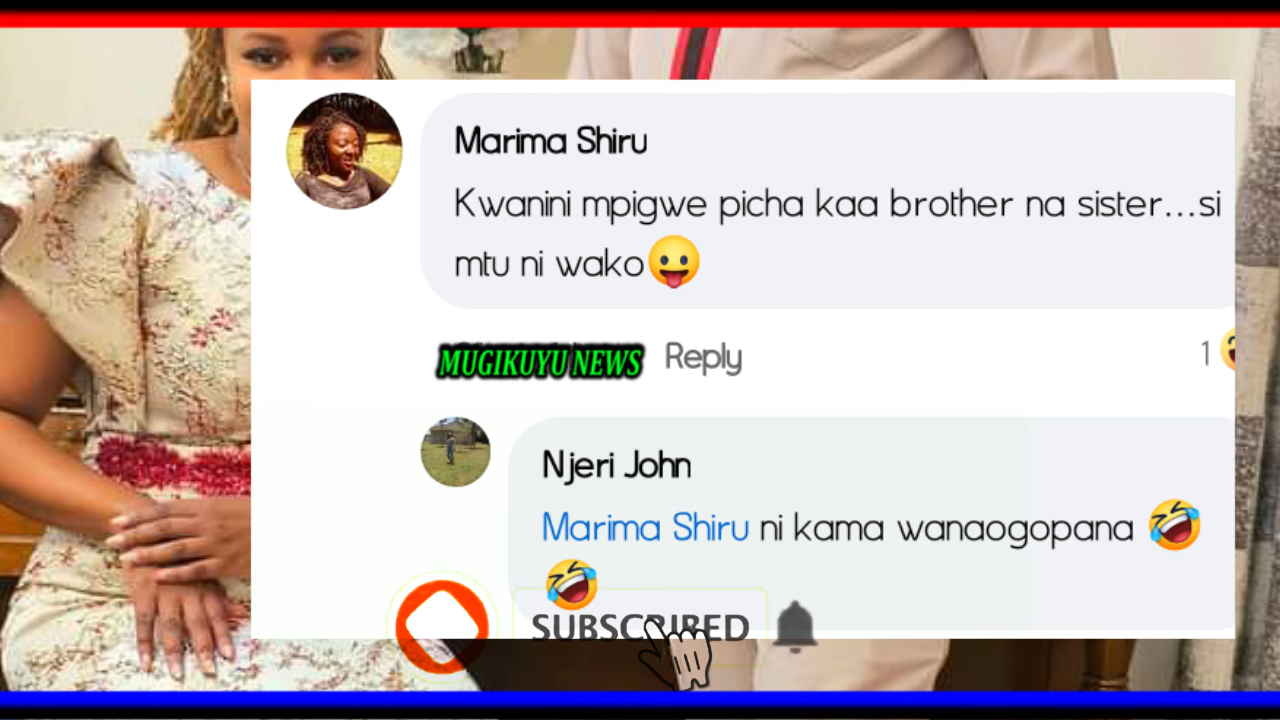 Marima Shiru
Kwanini mpigwe picha kaa brother na sister...si
mtu ni wako😛
MUGIKUYU NEWS Reply 1
Njeri John
Marima Shiru ni kama wanaogopana 🤣
🤣
SUBSCRIBED